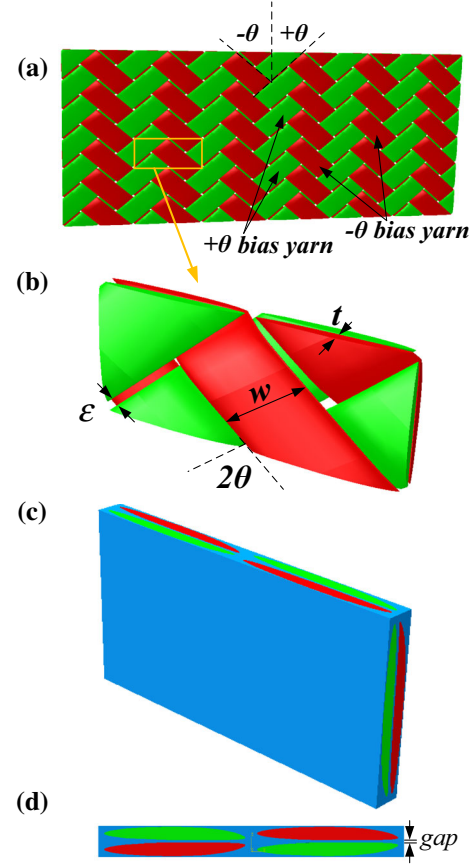 -θ +θ
(a)
+θ bias yarn
-θ bias yarn
(b)
t
w
ε
2θ
(c)
(d)
gap